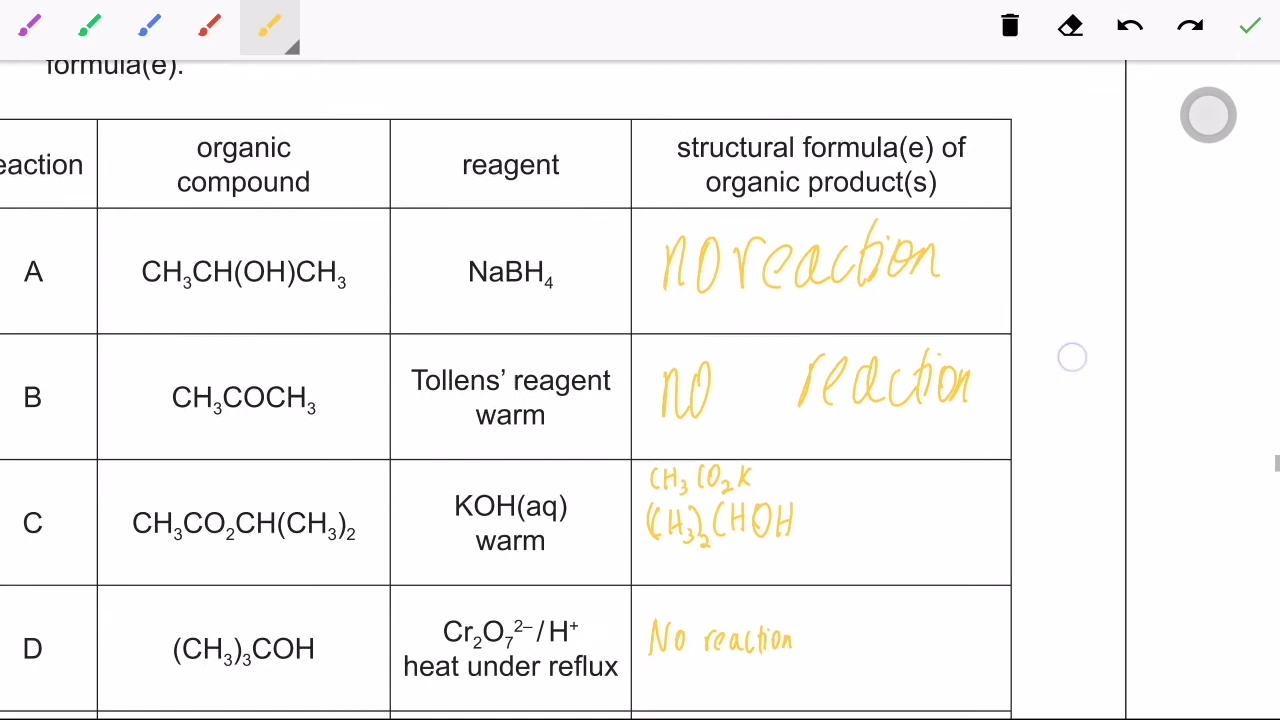 formula(e).
eaction
organic
compound
reagent
structural formula(e) of
organic product(s)
A
CH₃CH(OH)CH₃
NaBH₄
no reaction
B
CH₃COCH₃
Tollens’ reagent
warm
no reaction
C
CH₃CO₂CH(CH₃)₂
KOH(aq)
warm
CH₃CO₂K
(CH₃)₂CHOH
D
(CH₃)₃COH
Cr₂O₇²⁻/H⁺
heat under reflux
No reaction